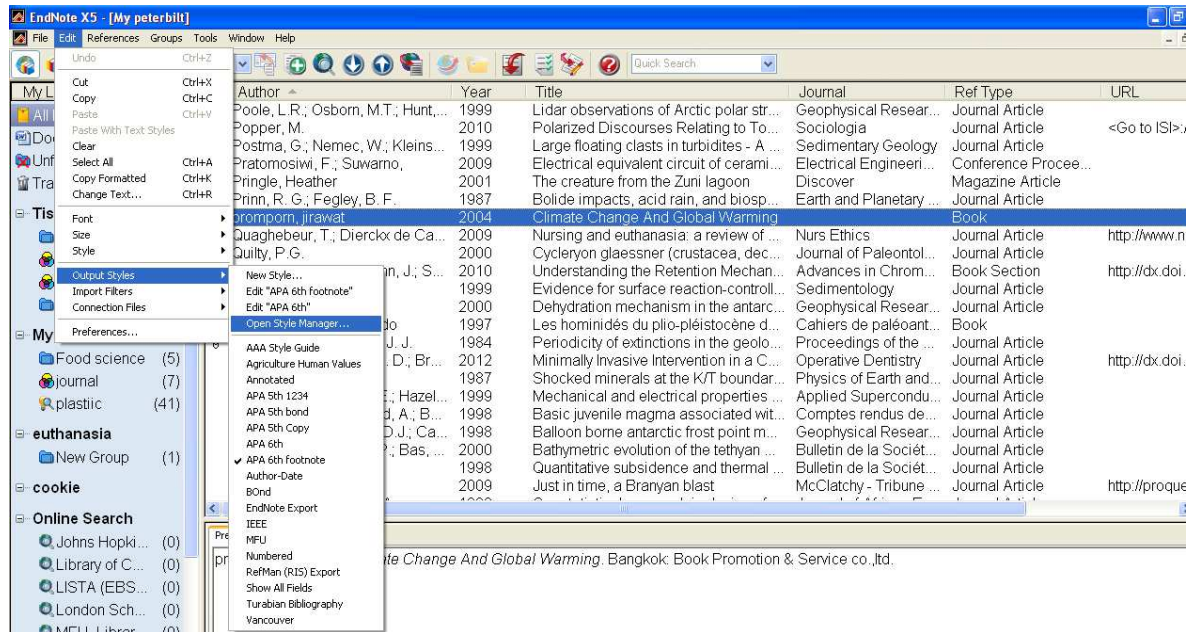 EndNote X5 - [My peterbilt]
File Edit References Groups Tools Window Help
Quick Search
Undo Ctrl+Z
Cut Ctrl+X
Copy Ctrl+C
Paste Ctrl+V
Paste With Text Styles
Clear
Select All Ctrl+A
Copy Formatted Ctrl+K
Change Text... Ctrl+R
Font
Size
Style
Output Styles
Import Filters
Connection Files
Preferences...
New Style...
Edit "APA 6th footnote"
Edit "APA 6th"
Open Style Manager...
AAA Style Guide
Agriculture Human Values
Annotated
APA 5th 1234
APA 5th bond
APA 5th Copy
APA 6th
APA 6th footnote
Author-Date
BOnd
EndNote Export
IEEE
MFU
Numbered
RefMan (RIS) Export
Show All Fields
Turabian Bibliography
Vancouver
My L
All
Do
Unf
Tra
Tis
My
Food science (5)
journal (7)
plastiic (41)
euthanasia
New Group (1)
cookie
Online Search
Johns Hopki... (0)
Library of C... (0)
LISTA (EBS... (0)
London Sch... (0)
Author Year Title Journal Ref Type URL
Poole, L.R.; Osborn, M.T.; Hunt,... 1999 Lidar observations of Arctic polar str... Geophysical Resear... Journal Article
Popper, M. 2010 Polarized Discourses Relating to To... Sociologia Journal Article <Go to ISI>:
Postma, G.; Nemec, W.; Kleins... 1999 Large floating clasts in turbidites - A ... Sedimentary Geology Journal Article
Pratomosiwi, F.; Suwarno, 2009 Electrical equivalent circuit of cerami... Electrical Engineeri... Conference Procee...
Pringle, Heather 2001 The creature from the Zuni lagoon Discover Magazine Article
Prinn, R. G.; Fegley, B. F. 1987 Bolide impacts, acid rain, and biosp... Earth and Planetary ... Journal Article
promporn, jirawat 2004 Climate Change And Global Warming Book
Quaghebeur, T.; Dierckx de Ca... 2009 Nursing and euthanasia: a review of ... Nurs Ethics Journal Article http://www.n
Quilty, P.G. 2000 Cycleryon glaessner (crustacea, dec... Journal of Paleontol... Journal Article
nn, J.; S... 2010 Understanding the Retention Mechan... Advances in Chrom... Book Section http://dx.doi.
1999 Evidence for surface reaction-controll... Sedimentology Journal Article
2000 Dehydration mechanism in the antarc... Geophysical Resear... Journal Article
do 1997 Les hominidés du plio-pléistocène d... Cahiers de paléoant... Book
J. J. 1984 Periodicity of extinctions in the geolo... Proceedings of the ... Journal Article
. D.; Br... 2012 Minimally Invasive Intervention in a C... Operative Dentistry Journal Article http://dx.doi.
1987 Shocked minerals at the K/T boundar... Physics of Earth and... Journal Article
E.; Hazel... 1999 Mechanical and electrical properties ... Applied Supercondu... Journal Article
d, A.; B... 1998 Basic juvenile magma associated wit... Comptes rendus de... Journal Article
D.J.; Ca... 1998 Balloon borne antarctic frost point m... Geophysical Resear... Journal Article
P.; Bas, ... 2000 Bathymetric evolution of the tethyan ... Bulletin de la Sociét... Journal Article
1998 Quantitative subsidence and thermal ... Bulletin de la Sociét... Journal Article
2009 Just in time, a Branyan blast McClatchy - Tribune ... Journal Article http://proque
Pre
pr te Change And Global Warming. Bangkok: Book Promotion & Service co.,ltd.